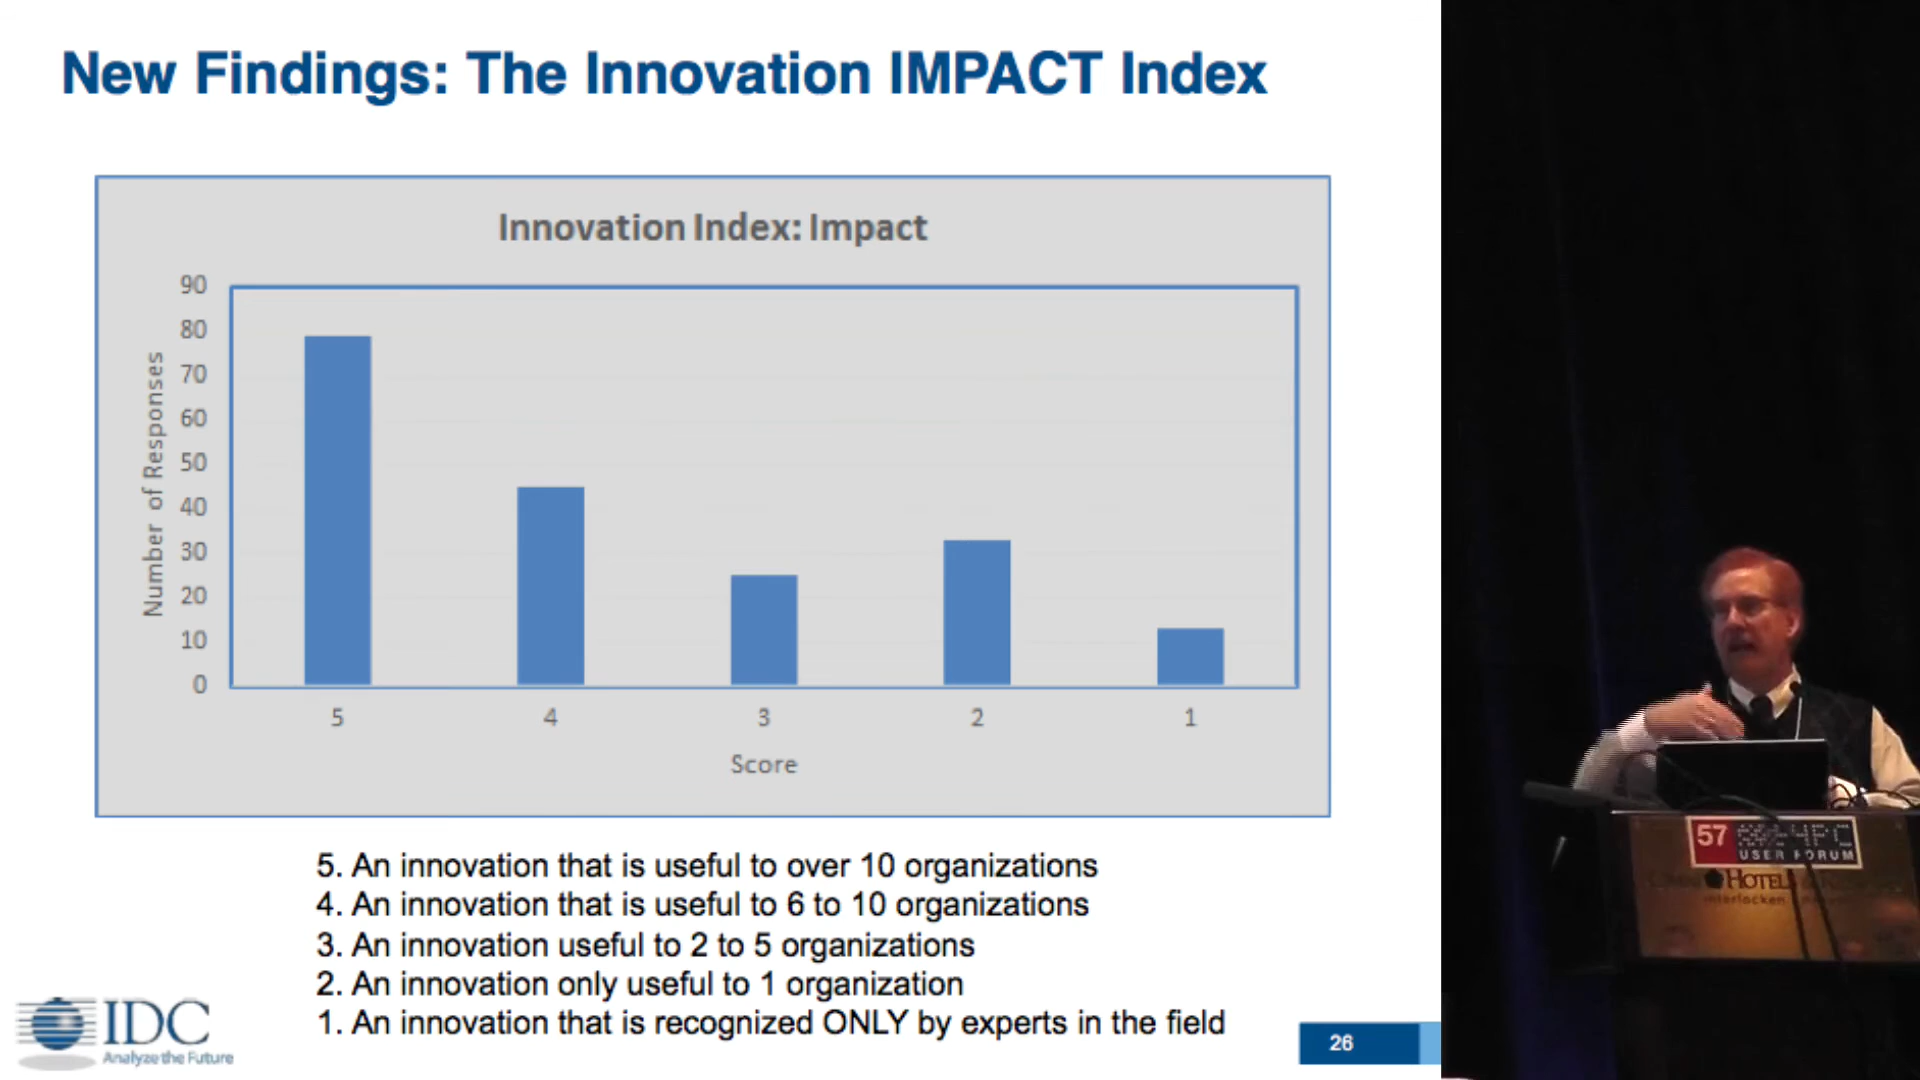 New Findings: The Innovation IMPACT Index
Innovation Index: Impact
90
80
70
60
50
40
30
20
10
0
Number of Responses
5 4 3 2 1
Score
5. An innovation that is useful to over 10 organizations
4. An innovation that is useful to 6 to 10 organizations
3. An innovation useful to 2 to 5 organizations
2. An innovation only useful to 1 organization
1. An innovation that is recognized ONLY by experts in the field
IDC
Analyze the Future
26
57
USER FORUM
HOTELS
interlocken